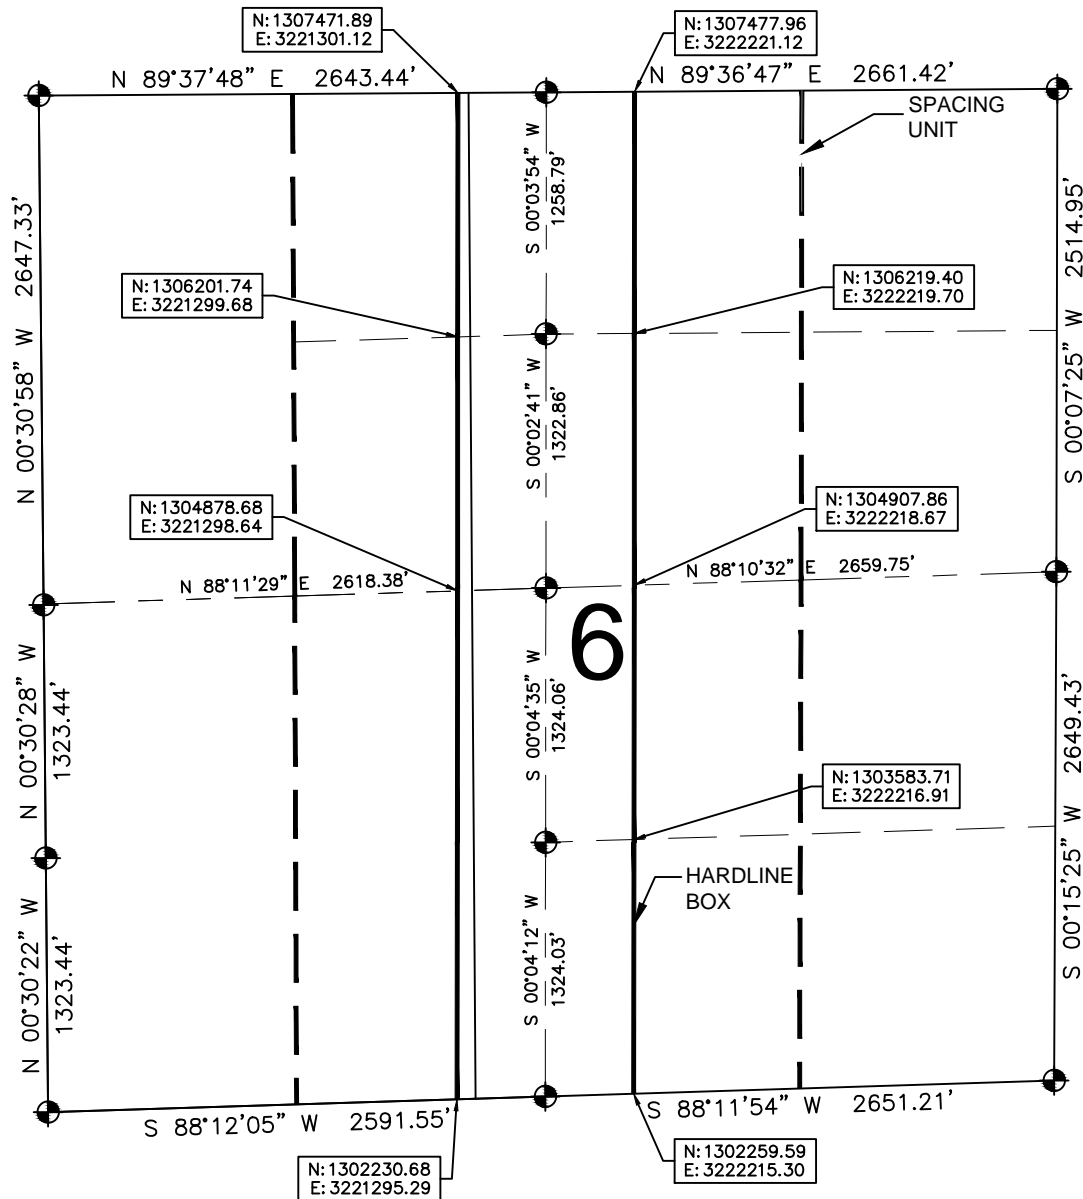 N: 1307471.89
E: 3221301.12
N: 1307477.96
E: 3222221.12
N 89°37'48" E 2643.44'
N 89°36'47" E 2661.42'
SPACING
UNIT
S 00°03'54" W
1258.79'
N 00°30'58" W 2647.33'
S 00°07'25" W 2514.95'
N: 1306201.74
E: 3221299.68
N: 1306219.40
E: 3222219.70
S 00°02'41" W
1322.86'
N: 1304878.68
E: 3221298.64
N: 1304907.86
E: 3222218.67
N 88°11'29" E 2618.38'
N 88°10'32" E 2659.75'
6
N 00°30'28" W
1323.44'
S 00°04'35" W
1324.06'
S 00°15'25" W 2649.43'
N: 1303583.71
E: 3222216.91
HARDLINE
BOX
N 00°30'22" W
1323.44'
S 00°04'12" W
1324.03'
S 88°12'05" W 2591.55'
S 88°11'54" W 2651.21'
N: 1302230.68
E: 3221295.29
N: 1302259.59
E: 3222215.30